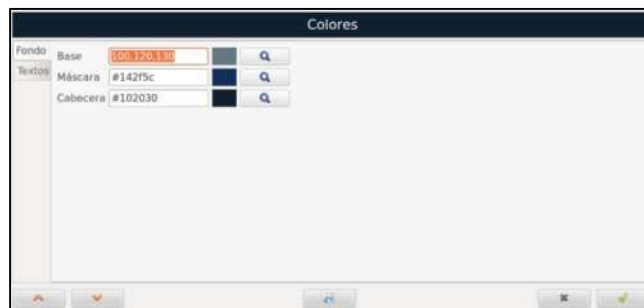 Colores
Fondo
Textos
Base 100,120,130
Máscara #142f5c
Cabecera #102030